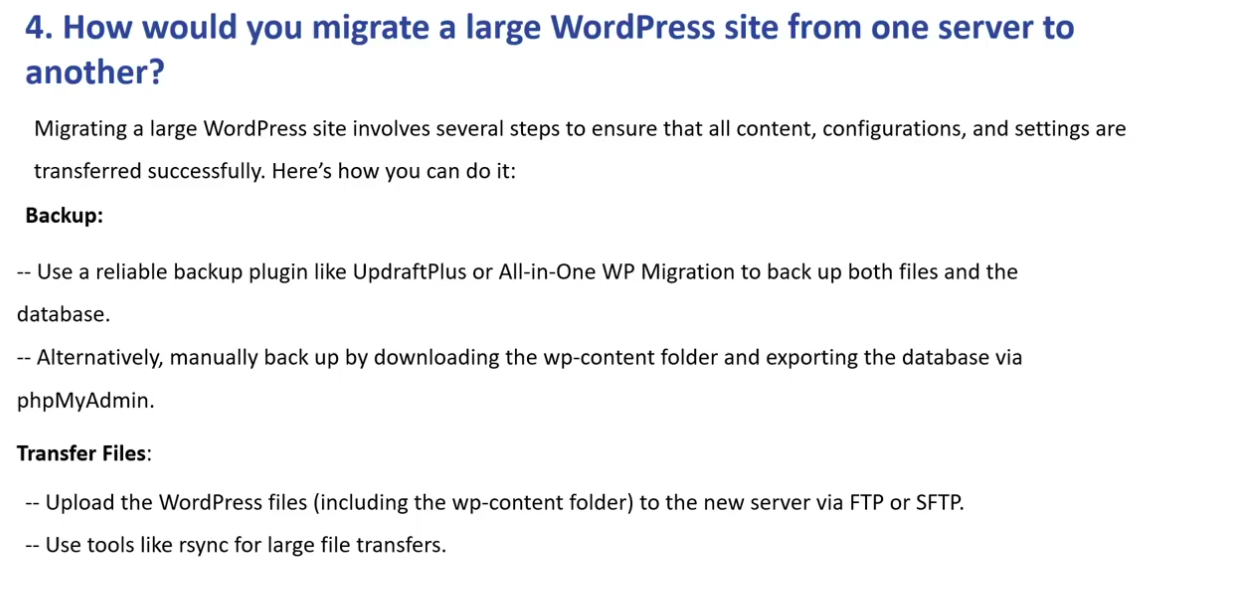 4. How would you migrate a large WordPress site from one server to
another?
Migrating a large WordPress site involves several steps to ensure that all content, configurations, and settings are
transferred successfully. Here’s how you can do it:
Backup:
-- Use a reliable backup plugin like UpdraftPlus or All-in-One WP Migration to back up both files and the
database.
-- Alternatively, manually back up by downloading the wp-content folder and exporting the database via
phpMyAdmin.
Transfer Files:
-- Upload the WordPress files (including the wp-content folder) to the new server via FTP or SFTP.
-- Use tools like rsync for large file transfers.